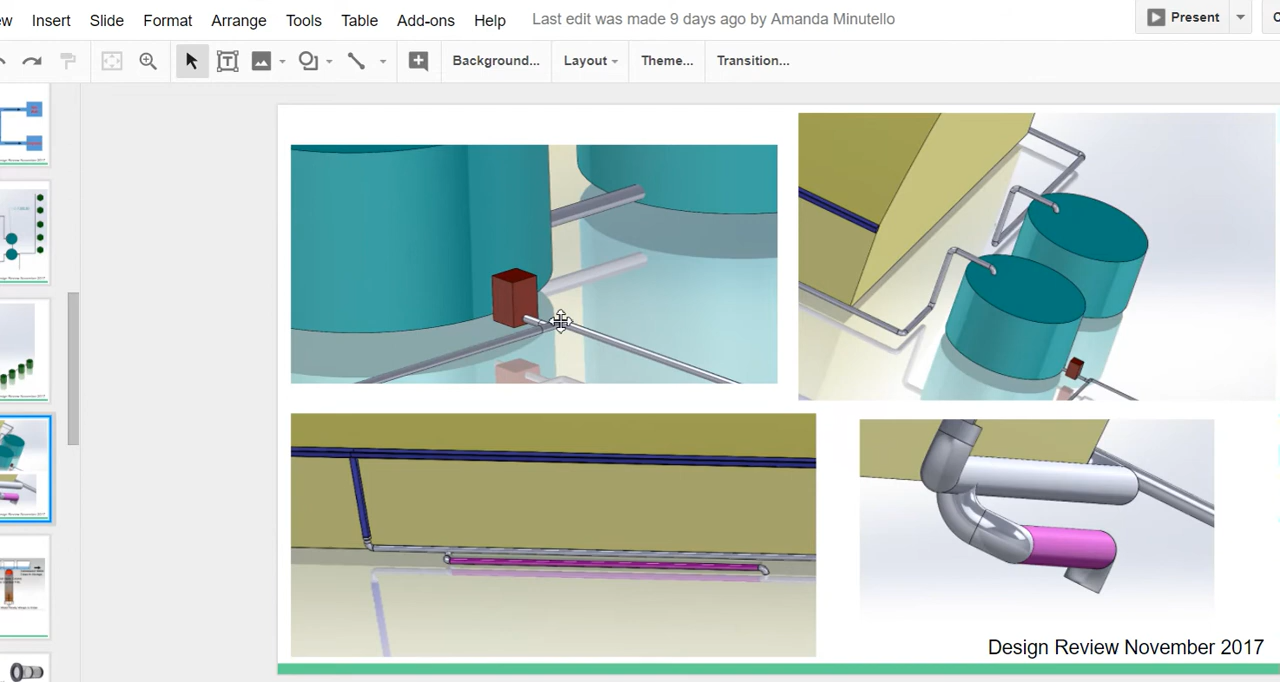 Insert Slide Format Arrange Tools Table Add-ons Help Last edit was made 9 days ago by Amanda Minutello
Present
Background... Layout Theme... Transition...
Design Review November 2017